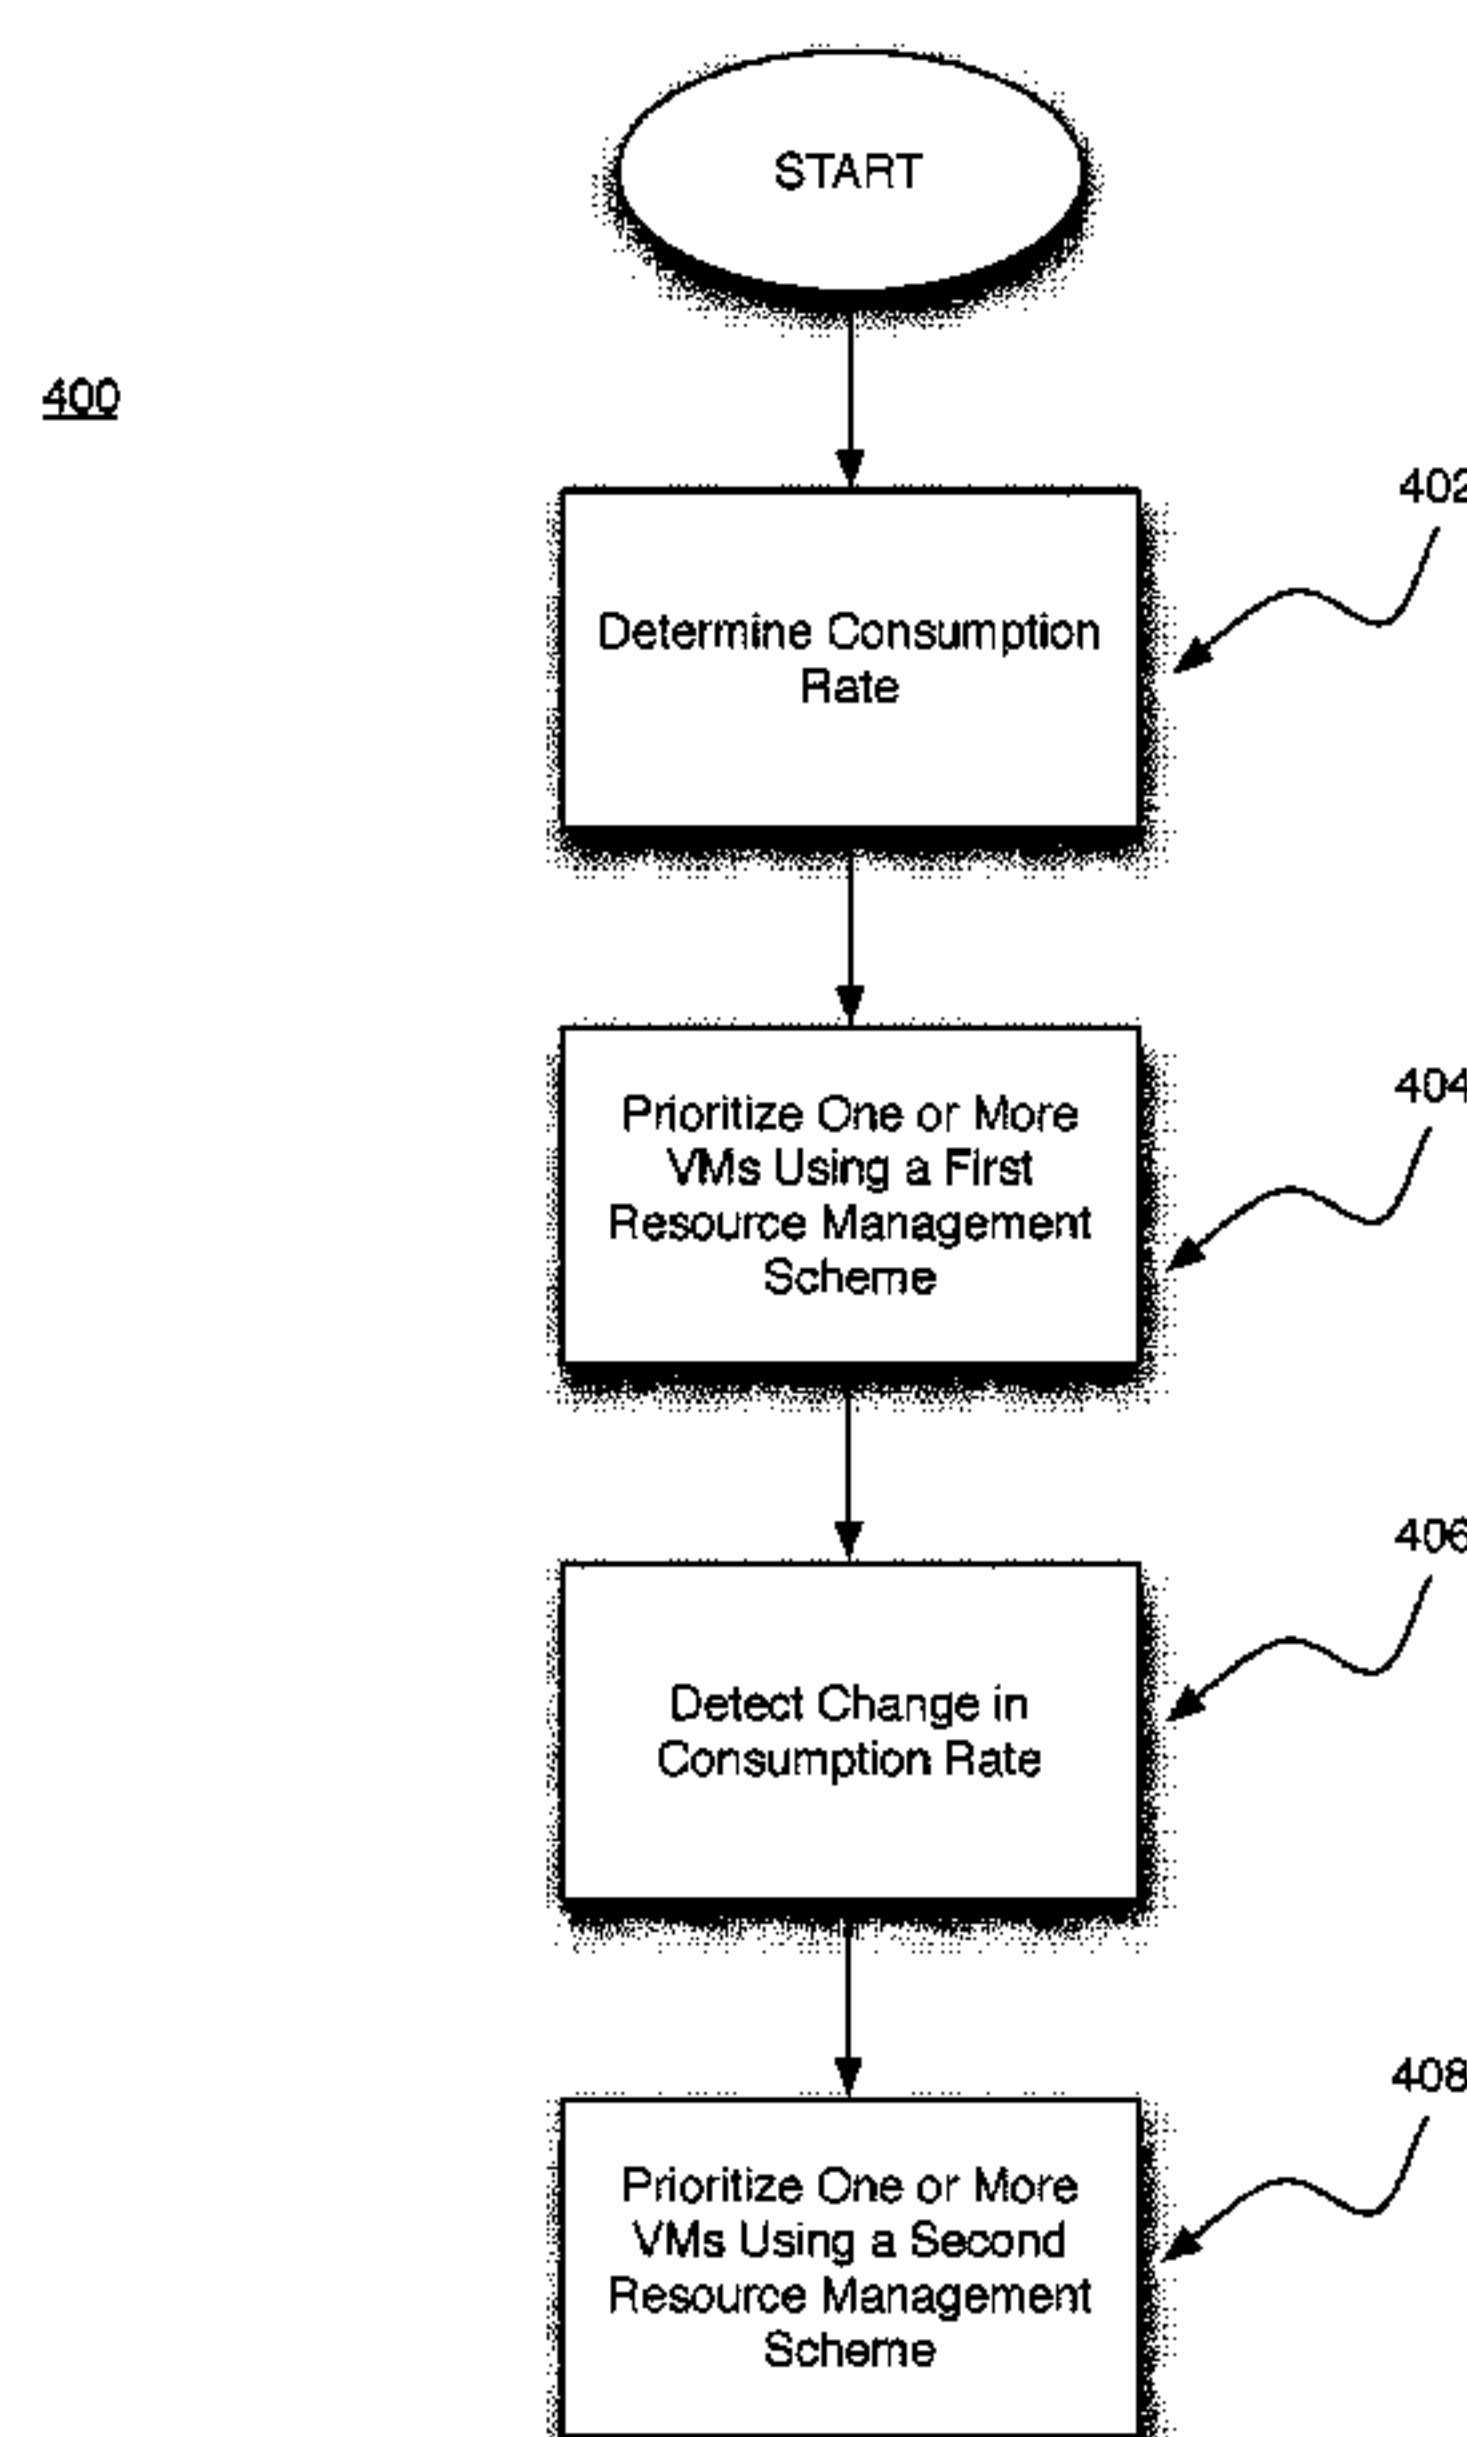 START
400
402
Determine Consumption
Rate
404
Prioritize One or More
VMs Using a First
Resource Management
Scheme
406
Detect Change in
Consumption Rate
408
Prioritize One or More
VMs Using a Second
Resource Management
Scheme